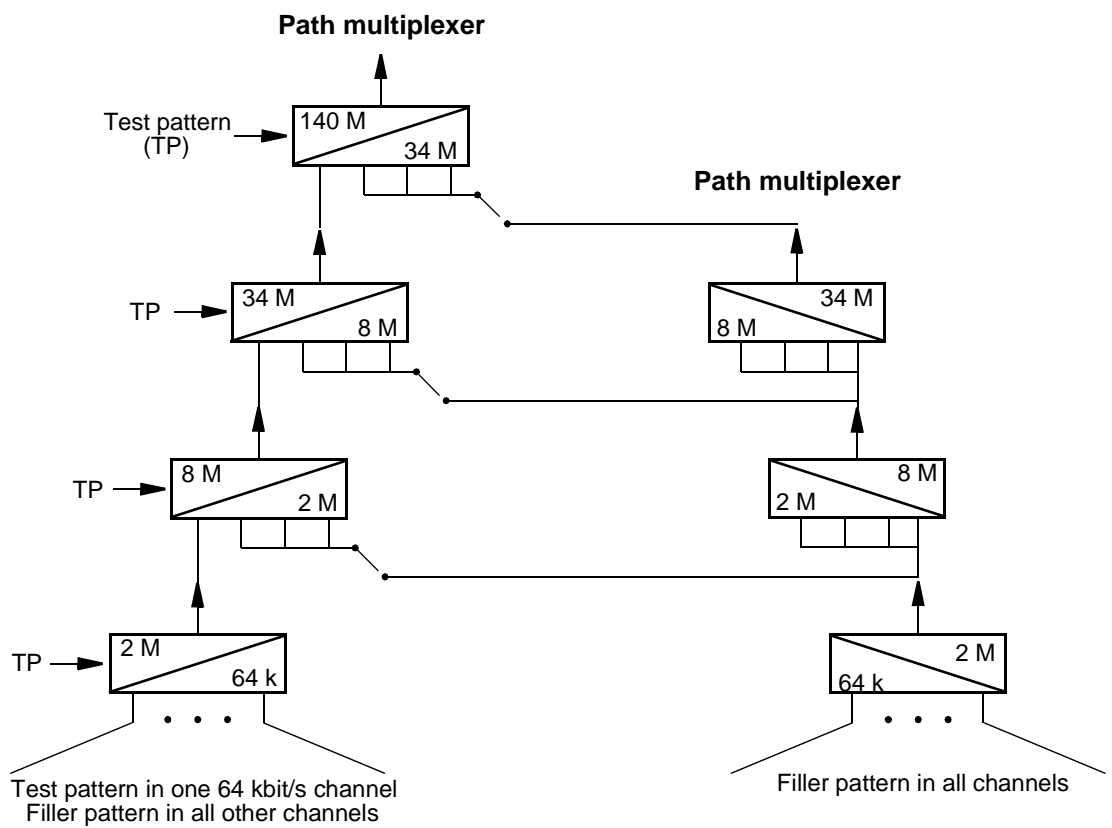 Path multiplexer
Test pattern
(TP)
140 M
34 M
Path multiplexer
TP
34 M
8 M
34 M
8 M
TP
8 M
2 M
8 M
2 M
TP
2 M
64 k
2 M
64 k
Test pattern in one 64 kbit/s channel
Filler pattern in all other channels
Filler pattern in all channels